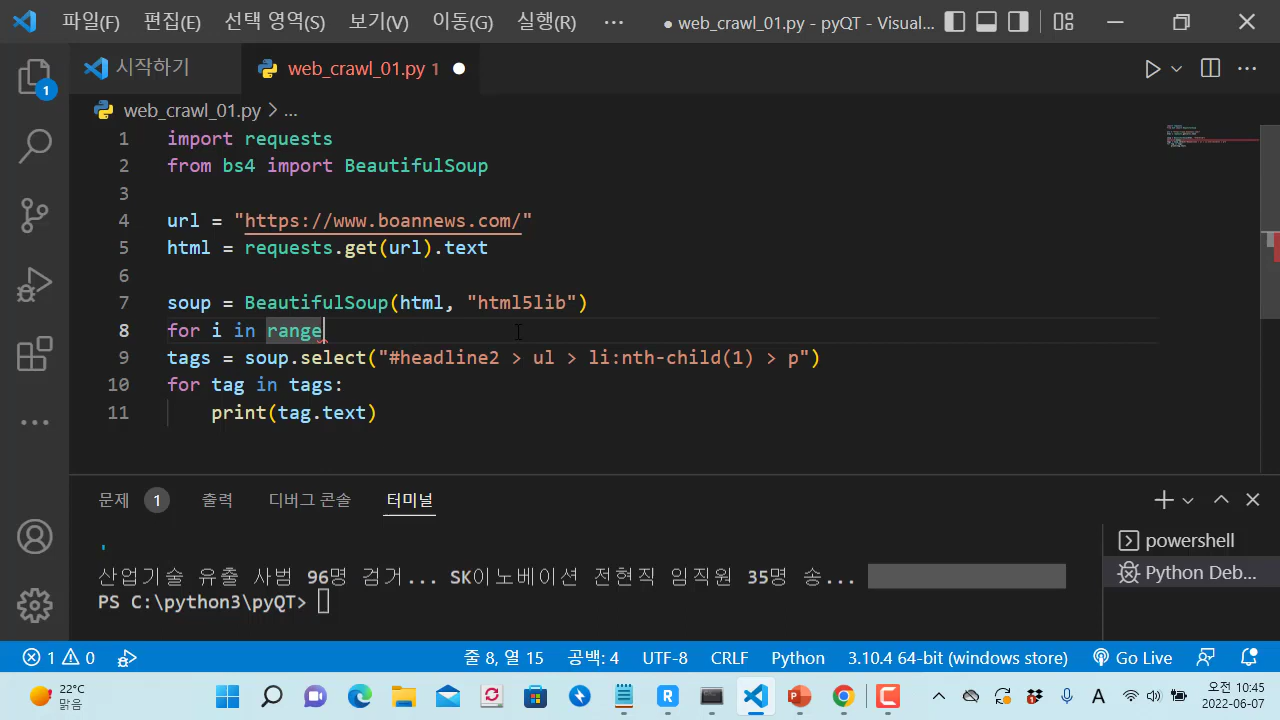 파일(F) 편집(E) 선택 영역(S) 보기(V) 이동(G) 실행(R) ··· ● web_crawl_01.py - pyQT - Visual...
시작하기 web_crawl_01.py 1
web_crawl_01.py > ...
1 import requests
2 from bs4 import BeautifulSoup
3
4 url = "https://www.boannews.com/"
5 html = requests.get(url).text
6
7 soup = BeautifulSoup(html, "html5lib")
8 for i in range
9 tags = soup.select("#headline2 > ul > li:nth-child(1) > p")
10 for tag in tags:
11 print(tag.text)
1
문제 1 출력 디버그 콘솔 터미널
'
산업기술 유출 사범 96명 검거... SK이노베이션 전현직 임직원 35명 송...
PS C:\python3\pyQT>
powershell
Python Deb...
1 0 줄 8, 열 15 공백: 4 UTF-8 CRLF Python 3.10.4 64-bit (windows store) Go Live
22°C
맑음
A
오전 10:45
2022-06-07